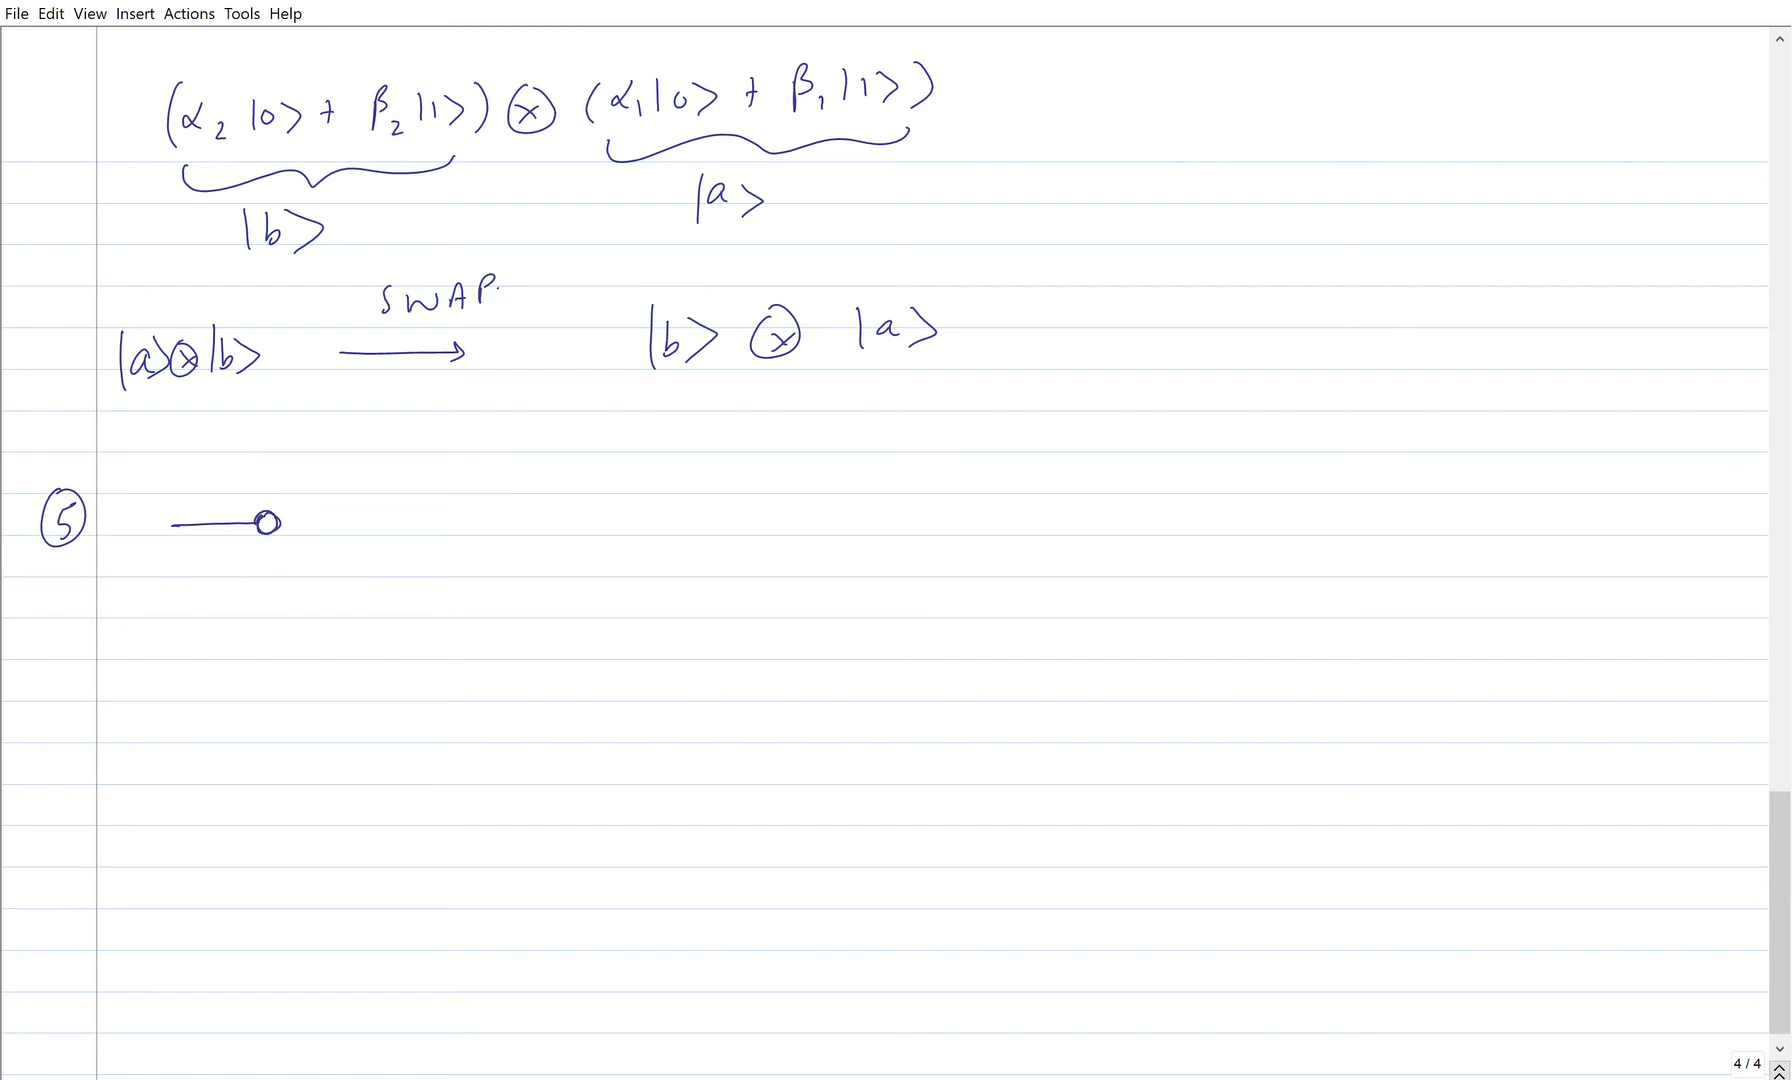 File Edit View Insert Actions Tools Help
(α₂ |0> + β₂ |1>) ⊗ (α₁ |0> + β₁ |1>)
|b> |a>
SWAP.
|a> ⊗ |b> → |b> ⊗ |a>
5
4 / 4